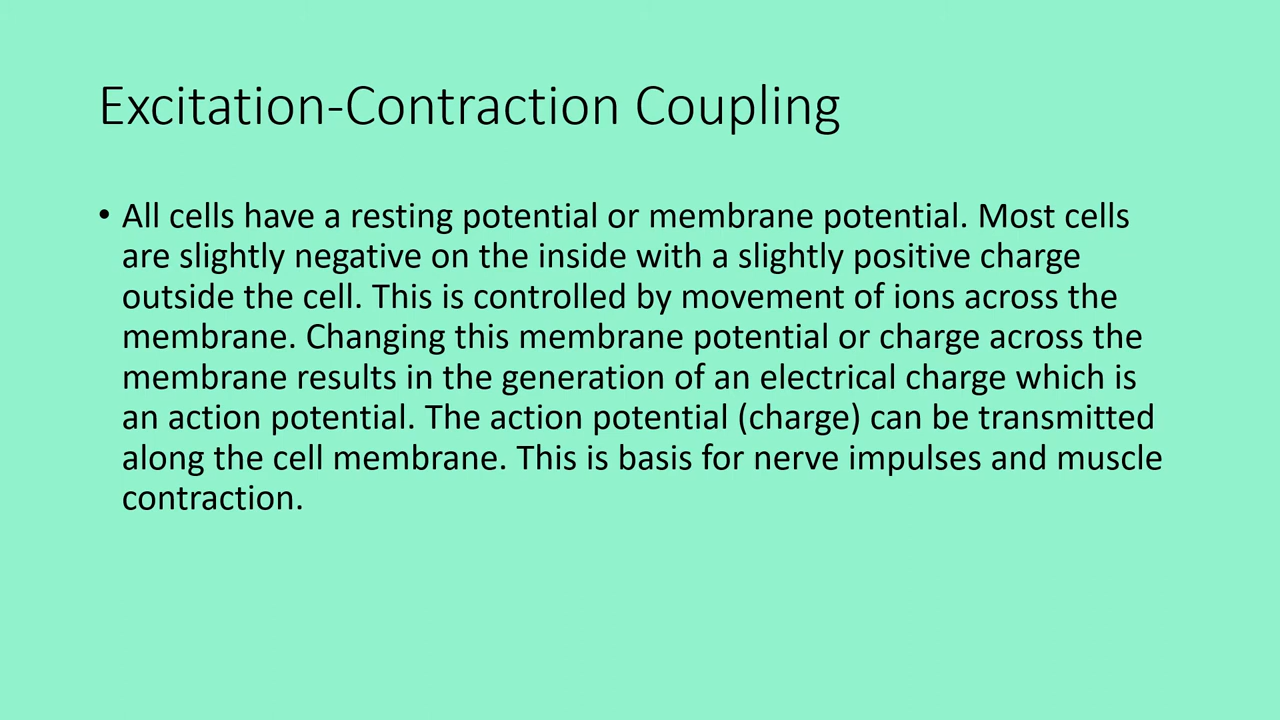 Excitation-Contraction Coupling
• All cells have a resting potential or membrane potential. Most cells
are slightly negative on the inside with a slightly positive charge
outside the cell. This is controlled by movement of ions across the
membrane. Changing this membrane potential or charge across the
membrane results in the generation of an electrical charge which is
an action potential. The action potential (charge) can be transmitted
along the cell membrane. This is basis for nerve impulses and muscle
contraction.